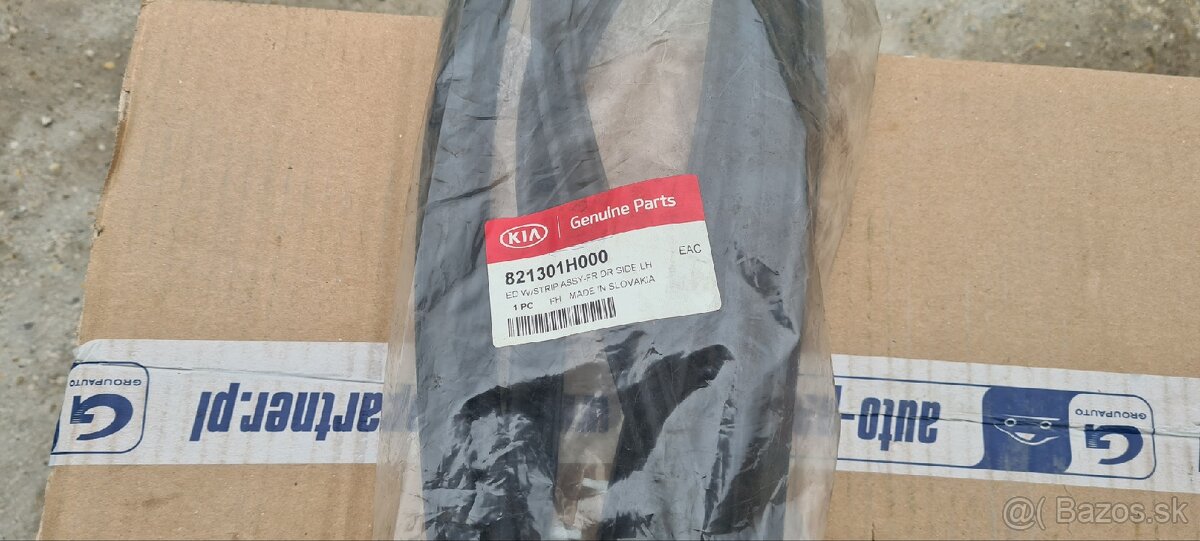 KIA Genuine Parts
821301H000
EAC
ED W/STRIP ASSY-FR DR SIDE LH
1 PC FH MADE IN SLOVAKIA
GROUPAUTO
artner.pl
auto-
GROUPAUTO
@( Bazos.sk